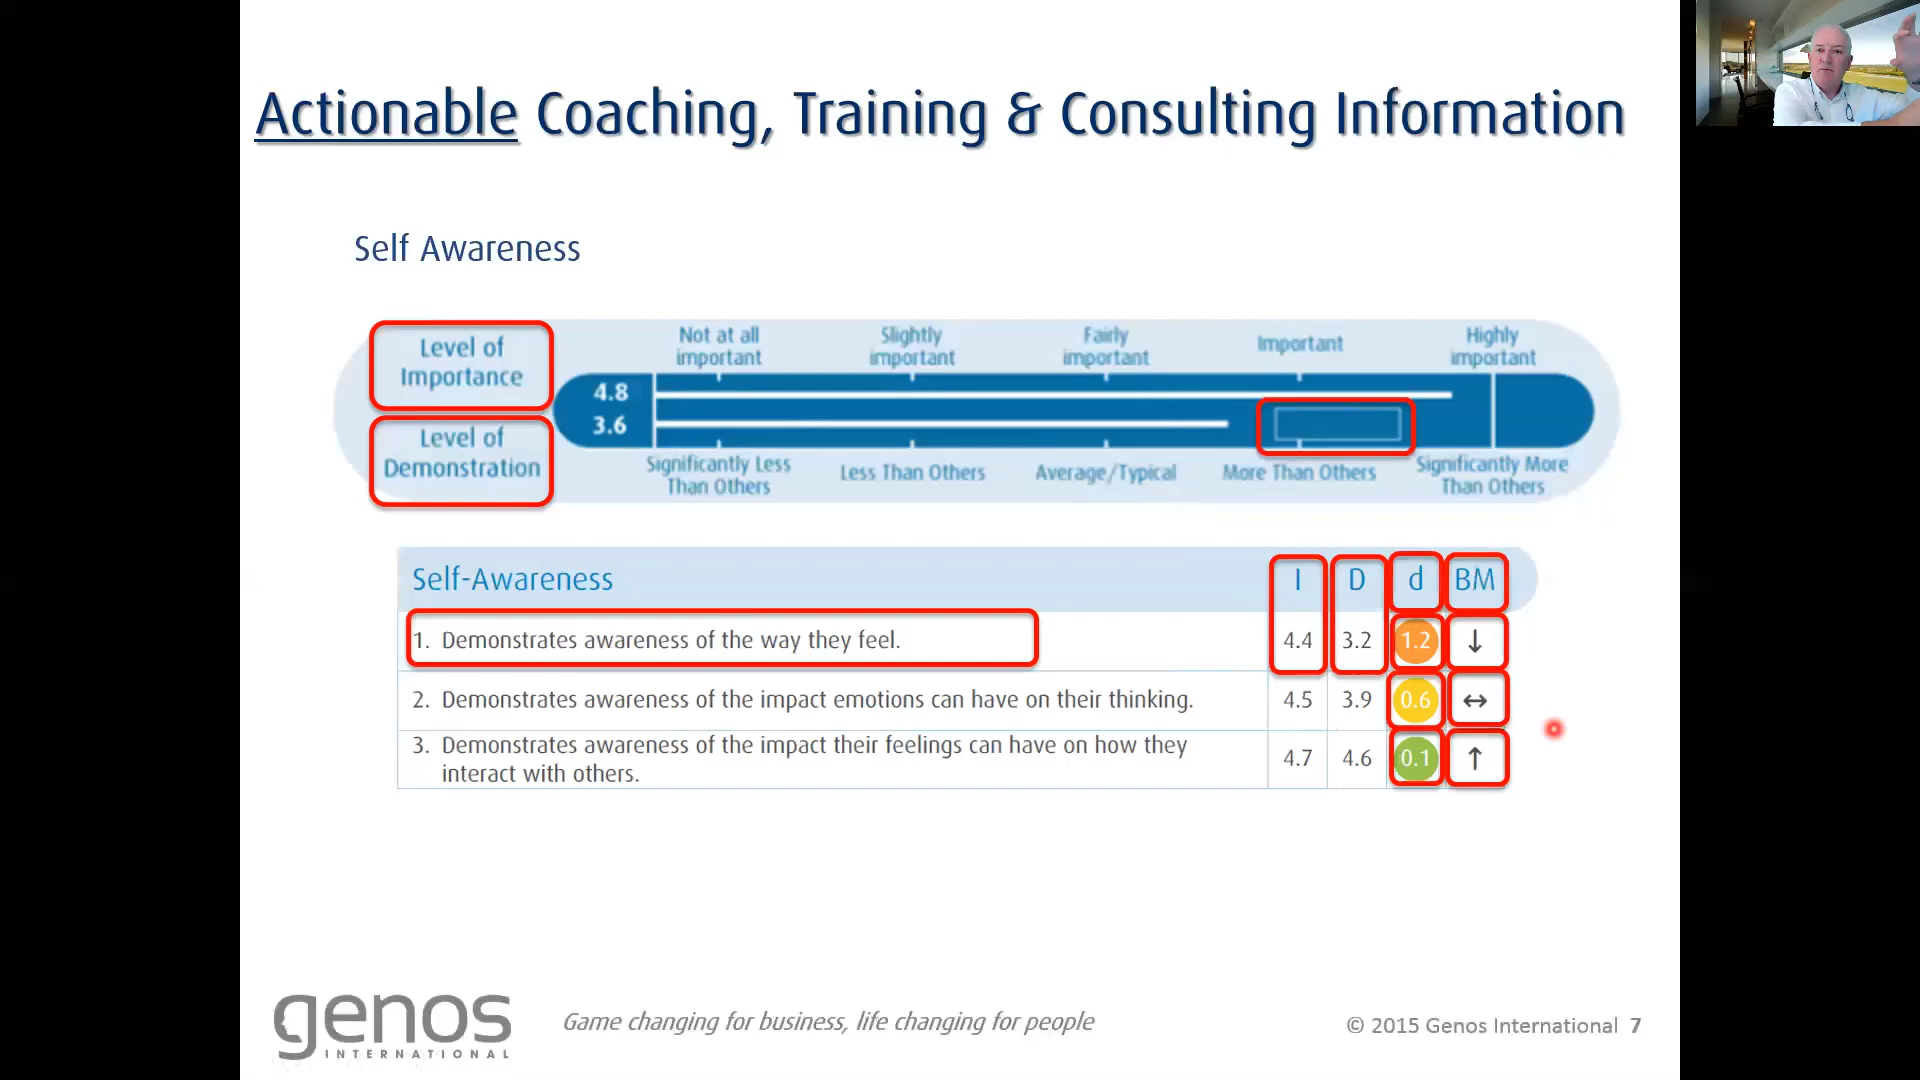 Actionable Coaching, Training & Consulting Information
Self Awareness
Level of
Importance
Not at all
important
Slightly
important
Fairly
important
Important
Highly
important
4.8
3.6
Level of
Demonstration
Significantly Less
Than Others
Less Than Others
Average/Typical
More Than Others
Significantly More
Than Others
Self-Awareness I D d BM
1. Demonstrates awareness of the way they feel. 4.4 3.2 1.2 ↓
2. Demonstrates awareness of the impact emotions can have on their thinking. 4.5 3.9 0.6 ↔
3. Demonstrates awareness of the impact their feelings can have on how they
interact with others. 4.7 4.6 0.1 ↑
genos
INTERNATIONAL
Game changing for business, life changing for people
© 2015 Genos International 7